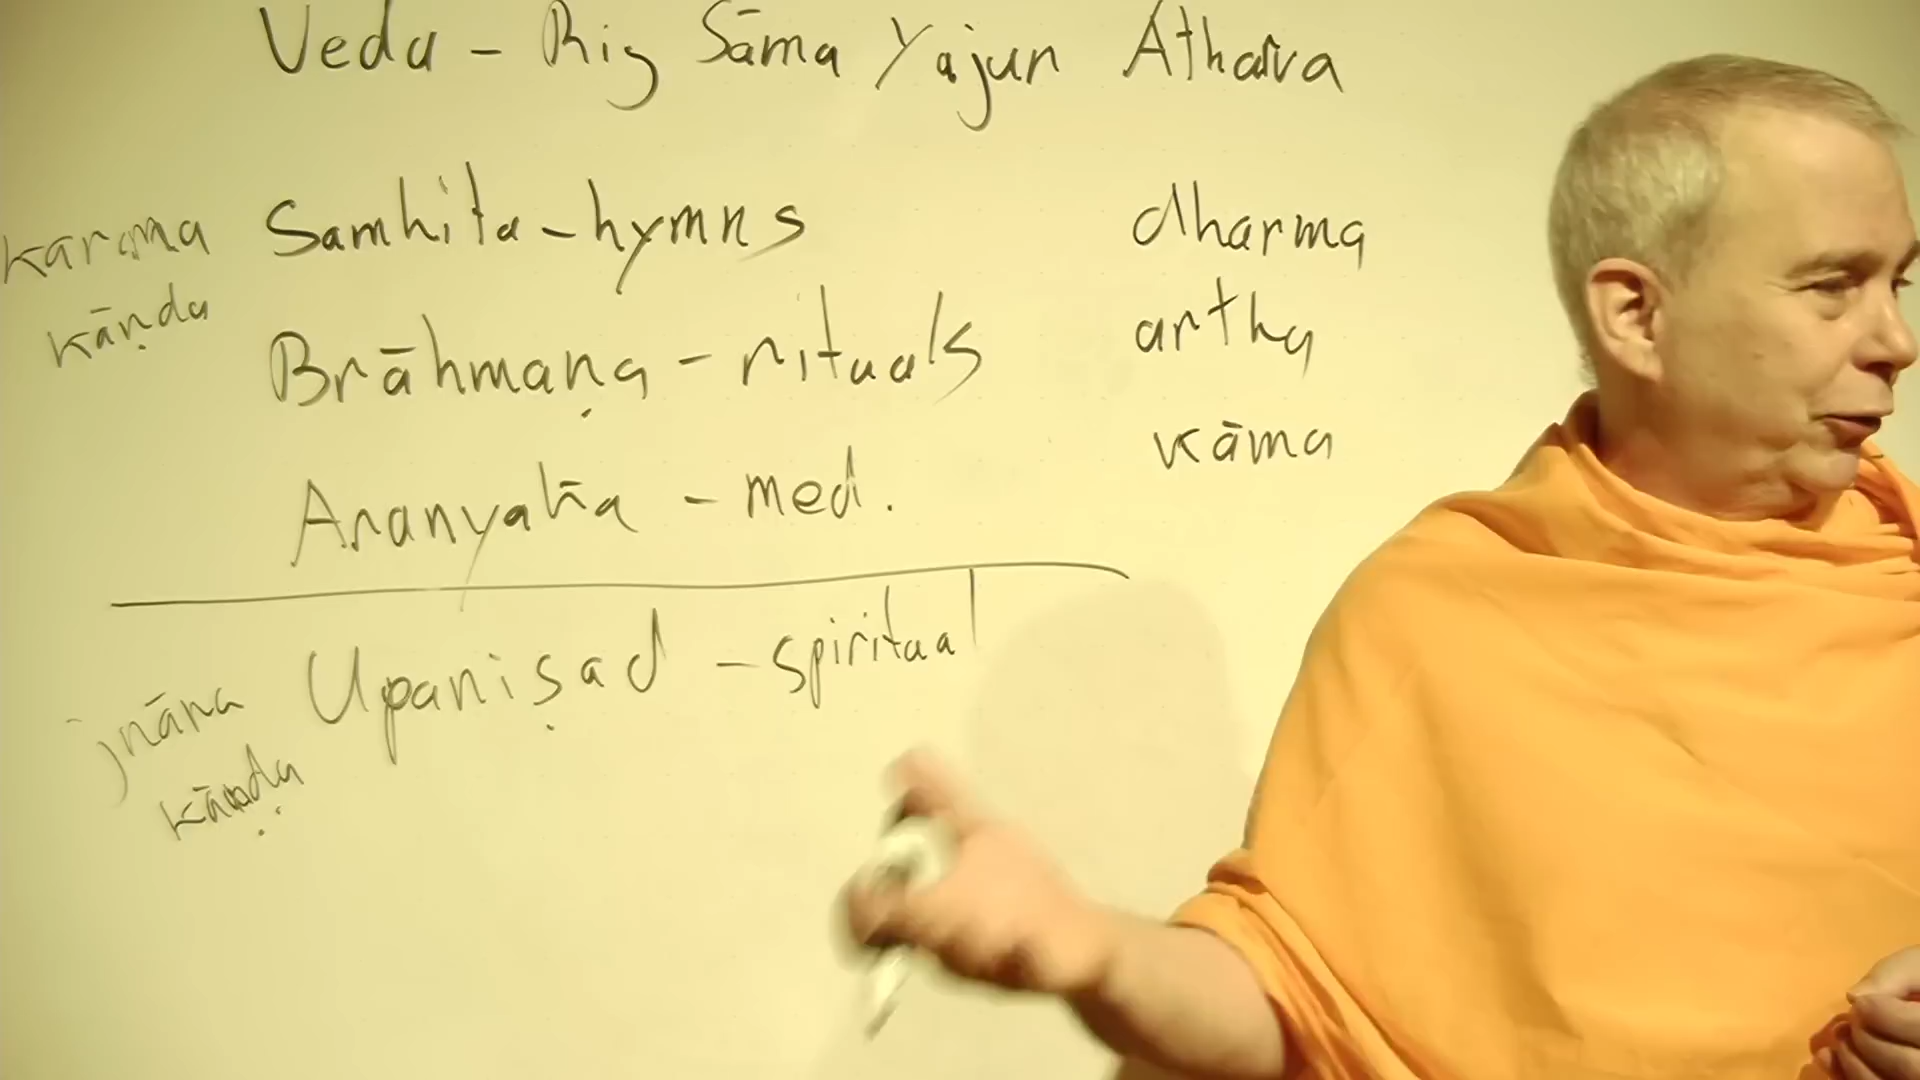 Veda - Rig Sāma Yajur Atharva
karma
kāṇḍa
Samhita - hymns
Brāhmaṇa - rituals
Aranyaka - med.
dharma
artha
kāma
jnāna
kāṇḍa
Upaniṣad - spiritual